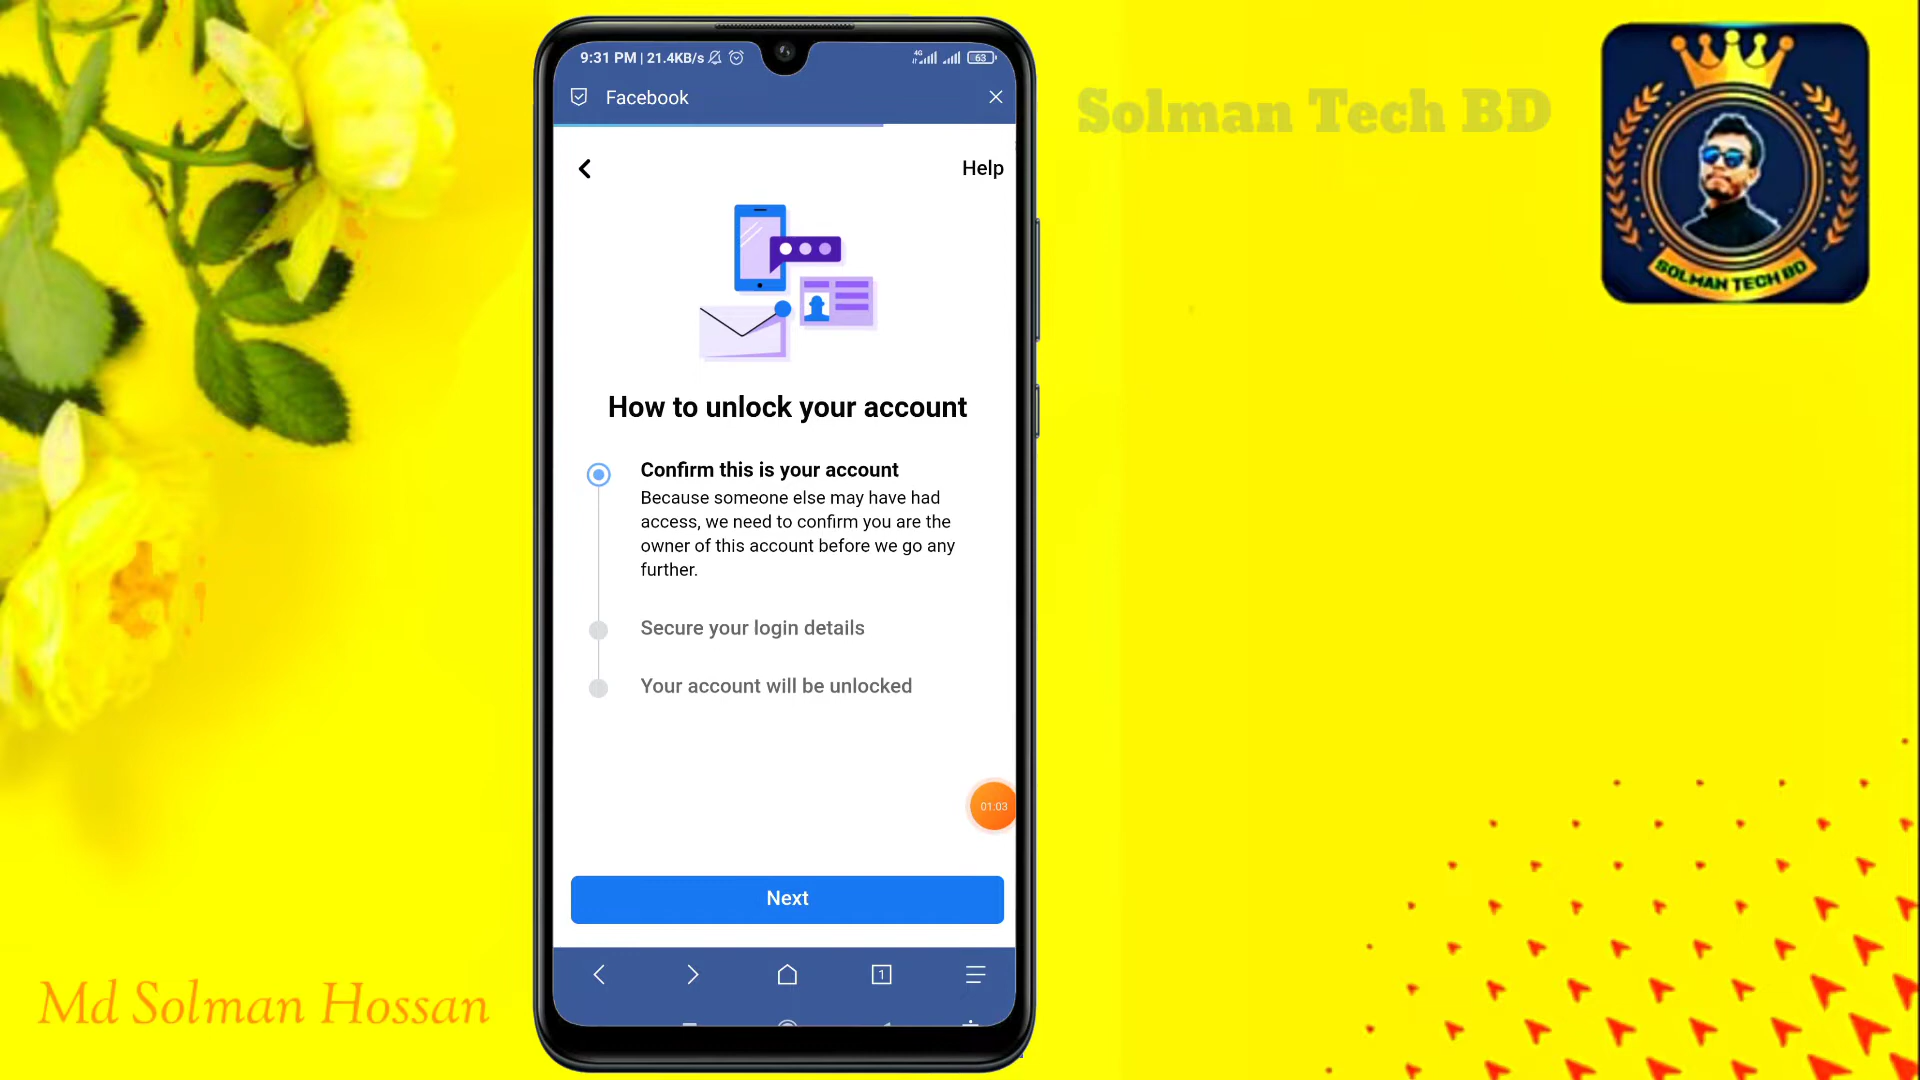 9:31 PM | 21.4KB/s
4G
63
Facebook
Help
How to unlock your account
Confirm this is your account
Because someone else may have had
access, we need to confirm you are the
owner of this account before we go any
further.
Secure your login details
Your account will be unlocked
01:03
Next
1
Solman Tech BD
SOLMAN TECH BD
Md Solman Hossan